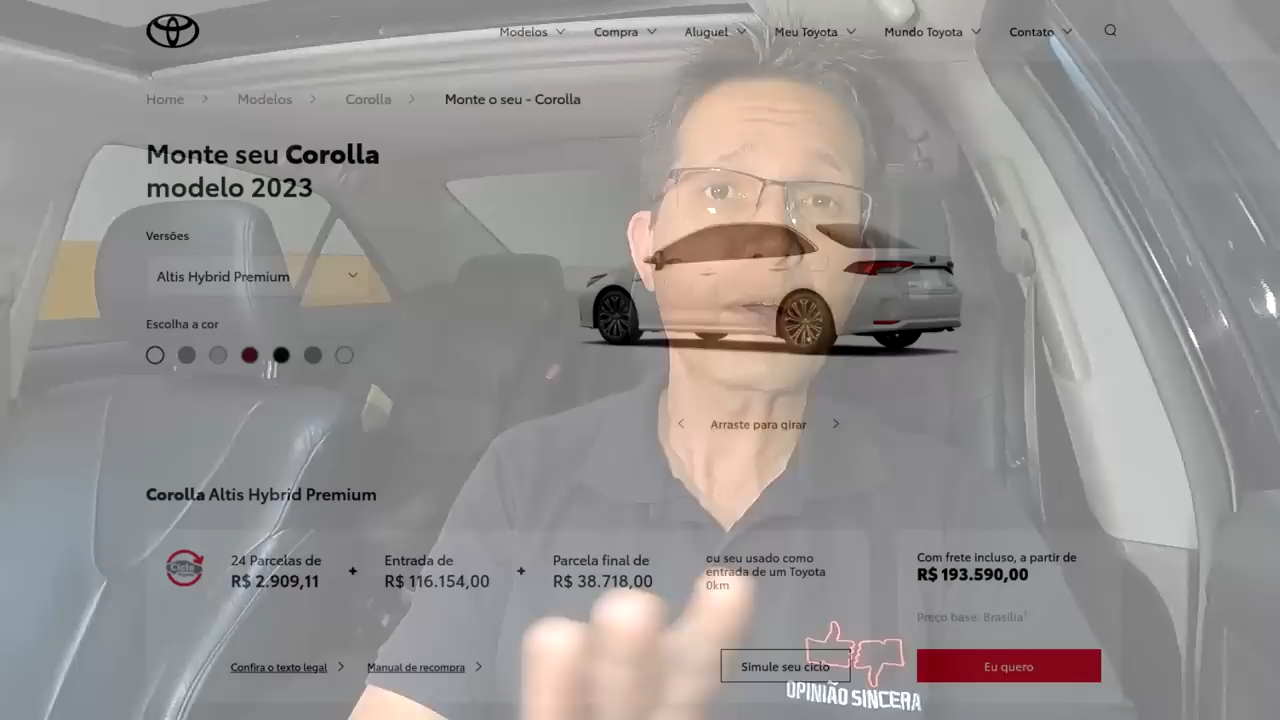 Modelos
Compra
Aluguel
Meu Toyota
Mundo Toyota
Contato
Home
Modelos
Corolla
Monte o seu - Corolla
Monte seu Corolla
modelo 2023
Versões
Altis Hybrid Premium
Escolha a cor
Arraste para girar
Corolla Altis Hybrid Premium
Ciclo
24 Parcelas de
R$ 2.909,11
+
Entrada de
R$ 116.154,00
+
Parcela final de
R$ 38.718,00
ou seu usado como
entrada de um Toyota
0km
Com frete incluso, a partir de
R$ 193.590,00
Preço base: Brasília¹
Confira o texto legal
Manual de recompra
Simule seu ciclo
Eu quero
OPINIÃO SINCERA